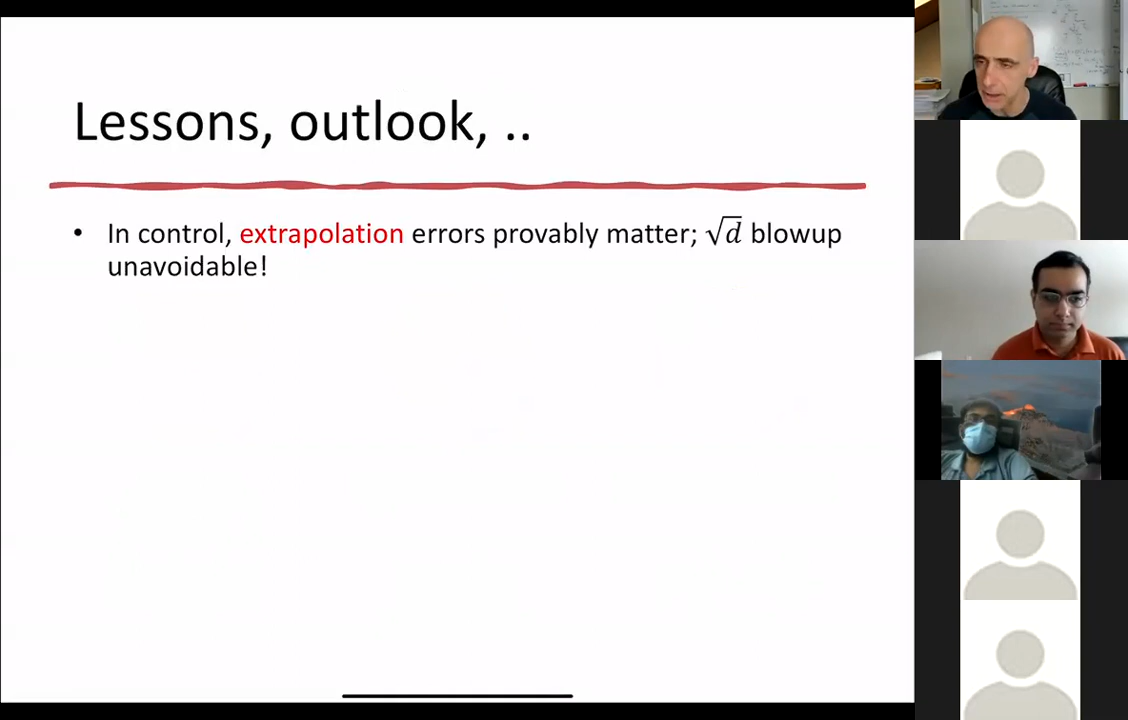 Lessons, outlook, ..
• In control, extrapolation errors provably matter; √d blowup
unavoidable!